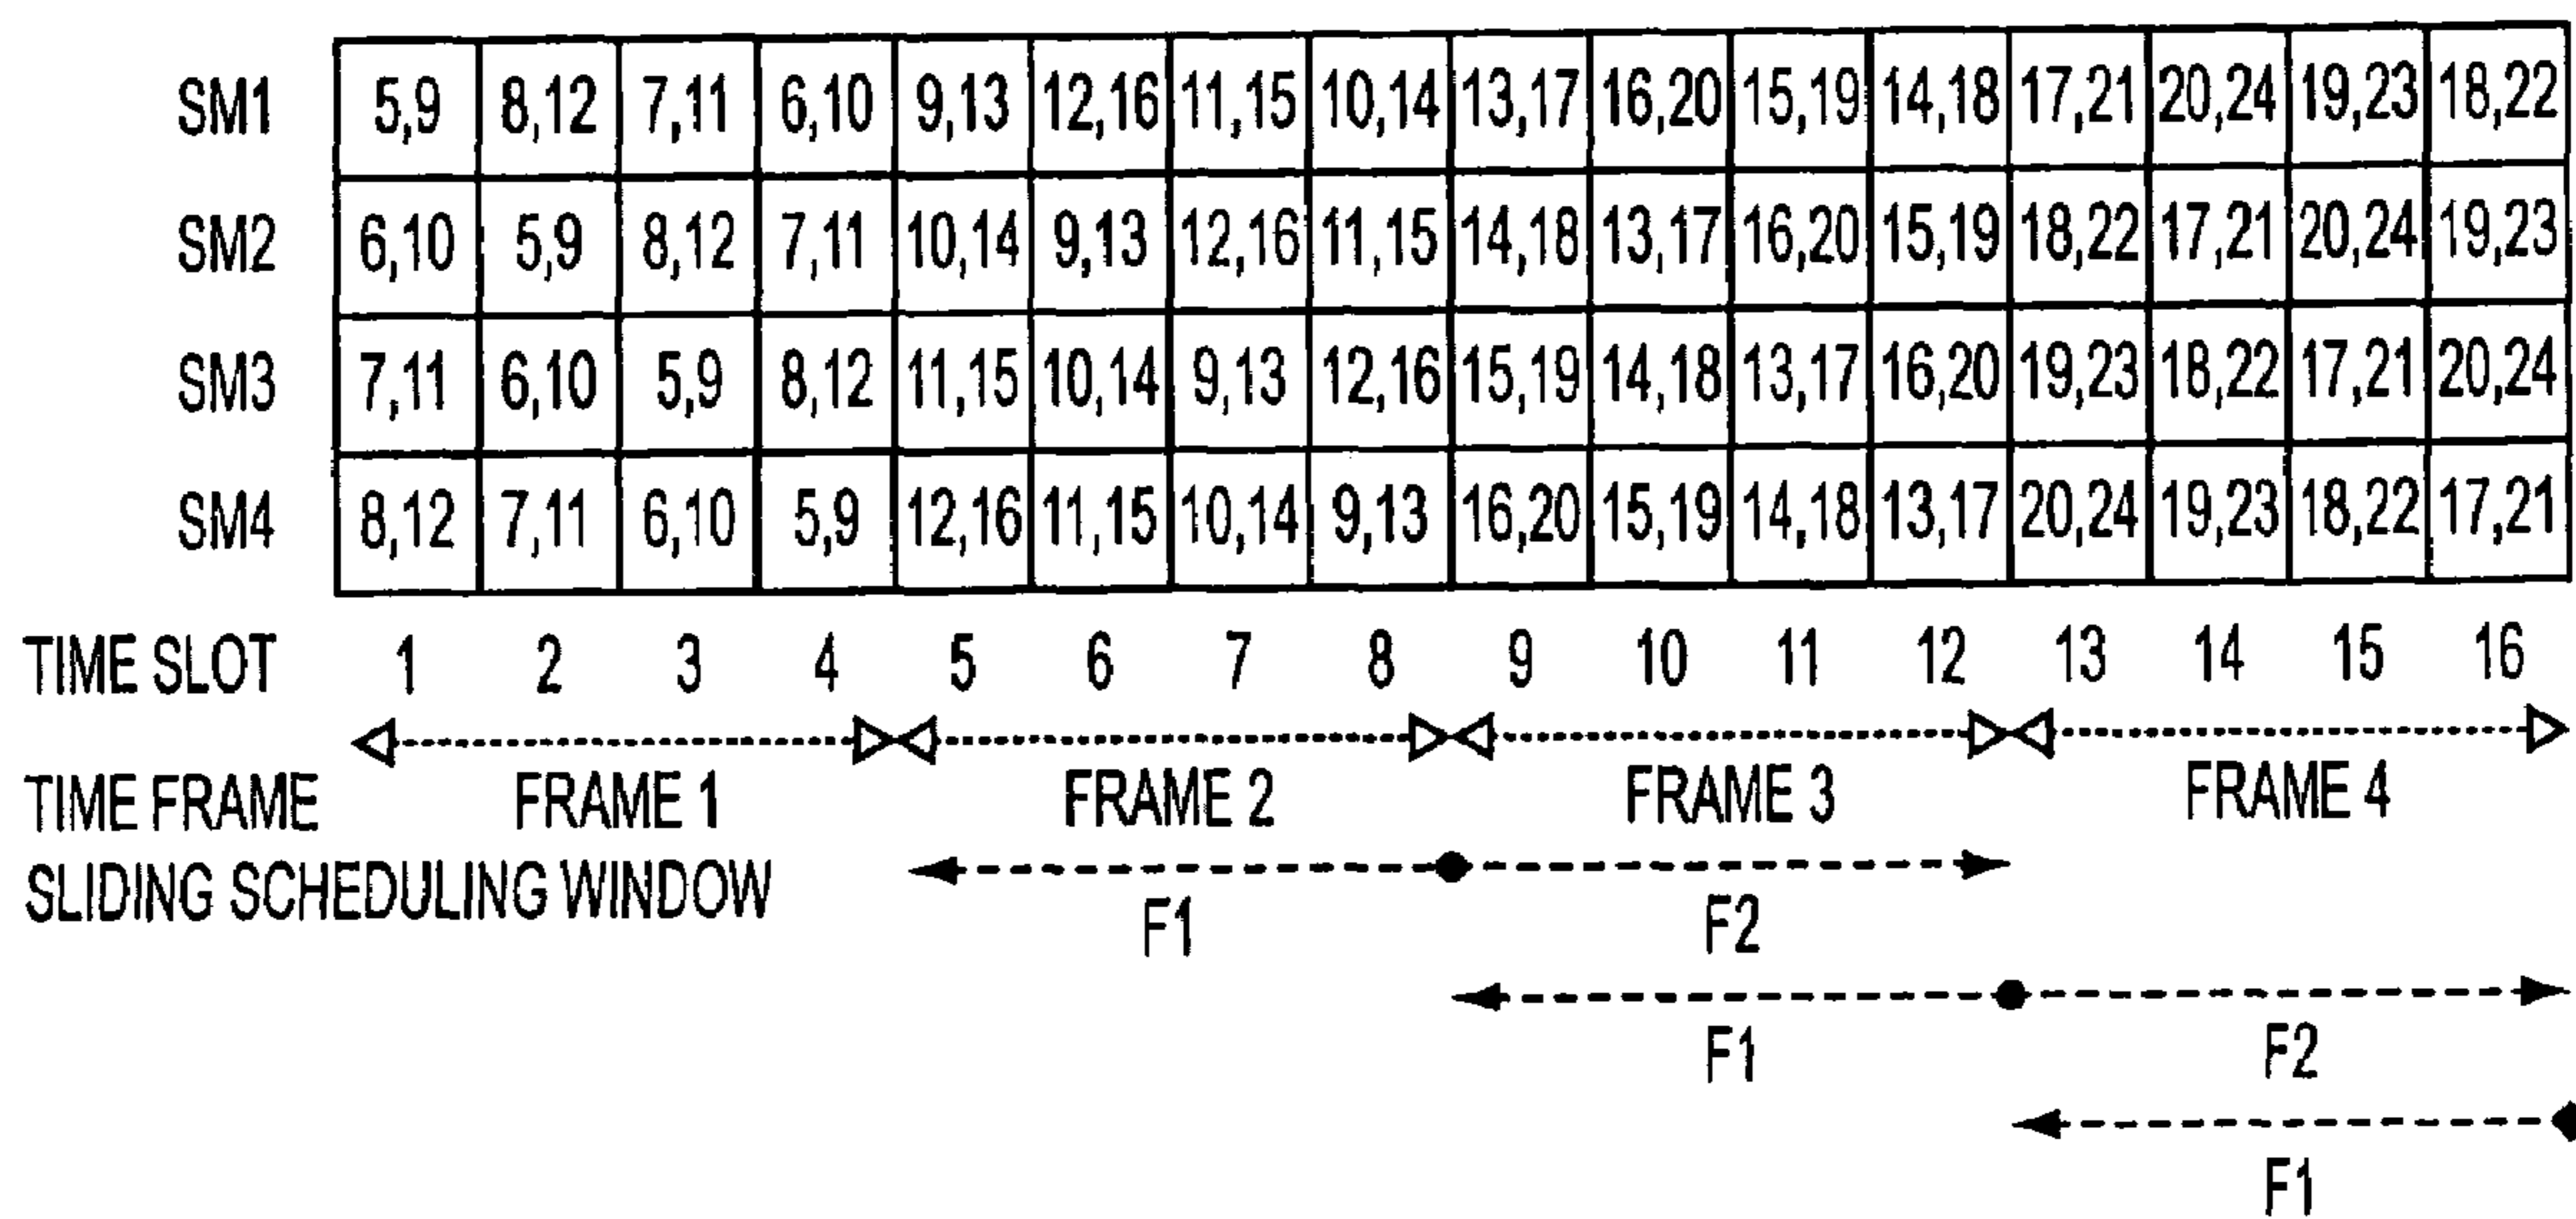 SM1 5,9 8,12 7,11 6,10 9,13 12,16 11,15 10,14 13,17 16,20 15,19 14,18 17,21 20,24 19,23 18,22
SM2 6,10 5,9 8,12 7,11 10,14 9,13 12,16 11,15 14,18 13,17 16,20 15,19 18,22 17,21 20,24 19,23
SM3 7,11 6,10 5,9 8,12 11,15 10,14 9,13 12,16 15,19 14,18 13,17 16,20 19,23 18,22 17,21 20,24
SM4 8,12 7,11 6,10 5,9 12,16 11,15 10,14 9,13 16,20 15,19 14,18 13,17 20,24 19,23 18,22 17,21
TIME SLOT 1 2 3 4 5 6 7 8 9 10 11 12 13 14 15 16
TIME FRAME FRAME 1 FRAME 2 FRAME 3 FRAME 4
SLIDING SCHEDULING WINDOW
F1 F2
F1 F2
F1